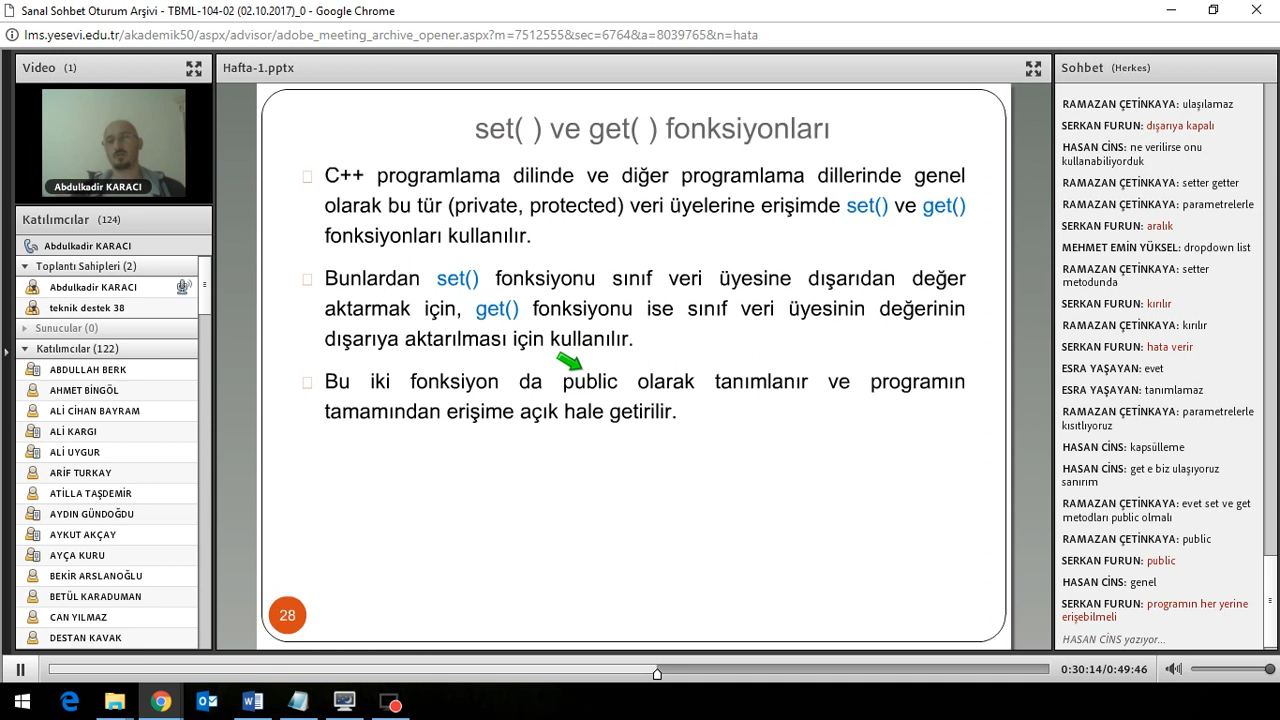 Sanal Sohbet Oturum Arşivi - TBML-104-02 (02.10.2017)_0 - Google Chrome
lms.yesevi.edu.tr/akademik50/aspx/advisor/adobe_meeting_archive_opener.aspx?m=7512555&sec=6764&a=8039765&n=hata
Video (1)
Abdulkadir KARACI
Katılımcılar (124)
Abdulkadir KARACI
Toplantı Sahipleri (2)
Abdulkadir KARACI
teknik destek 38
Sunucular (0)
Katılımcılar (122)
ABDULLAH BERK
AHMET BİNGÖL
ALİ CİHAN BAYRAM
ALİ KARGI
ALİ UYGUR
ARİF TURKAY
ATİLLA TAŞDEMİR
AYDIN GÜNDOĞDU
AYKUT AKÇAY
AYÇA KURU
BEKİR ARSLANOĞLU
BETÜL KARADUMAN
CAN YILMAZ
DESTAN KAVAK
Hafta-1.pptx
set( ) ve get( ) fonksiyonları
C++ programlama dilinde ve diğer programlama dillerinde genel
olarak bu tür (private, protected) veri üyelerine erişimde set() ve get()
fonksiyonları kullanılır.
Bunlardan set() fonksiyonu sınıf veri üyesine dışarıdan değer
aktarmak için, get() fonksiyonu ise sınıf veri üyesinin değerinin
dışarıya aktarılması için kullanılır.
Bu iki fonksiyon da public olarak tanımlanır ve programın
tamamından erişime açık hale getirilir.
28
Sohbet (Herkes)
RAMAZAN ÇETİNKAYA: ulaşılamaz
SERKAN FURUN: dışarıya kapalı
HASAN CİNS: ne verilirse onu
kullanabiliyorduk
RAMAZAN ÇETİNKAYA: setter getter
RAMAZAN ÇETİNKAYA: parametrelerle
SERKAN FURUN: aralık
MEHMET EMİN YÜKSEL: dropdown list
RAMAZAN ÇETİNKAYA: setter
metodunda
SERKAN FURUN: kırılır
RAMAZAN ÇETİNKAYA: kırılır
SERKAN FURUN: hata verir
ESRA YAŞAYAN: evet
ESRA YAŞAYAN: tanımlamaz
RAMAZAN ÇETİNKAYA: parametrelerle
kısıtlıyoruz
HASAN CİNS: kapsülleme
HASAN CİNS: get e biz ulaşıyoruz
sanırım
RAMAZAN ÇETİNKAYA: evet set ve get
metodları public olmalı
RAMAZAN ÇETİNKAYA: public
SERKAN FURUN: public
HASAN CİNS: genel
SERKAN FURUN: programın her yerine
erişebilmeli
HASAN CİNS yazıyor...
0:30:14/0:49:46